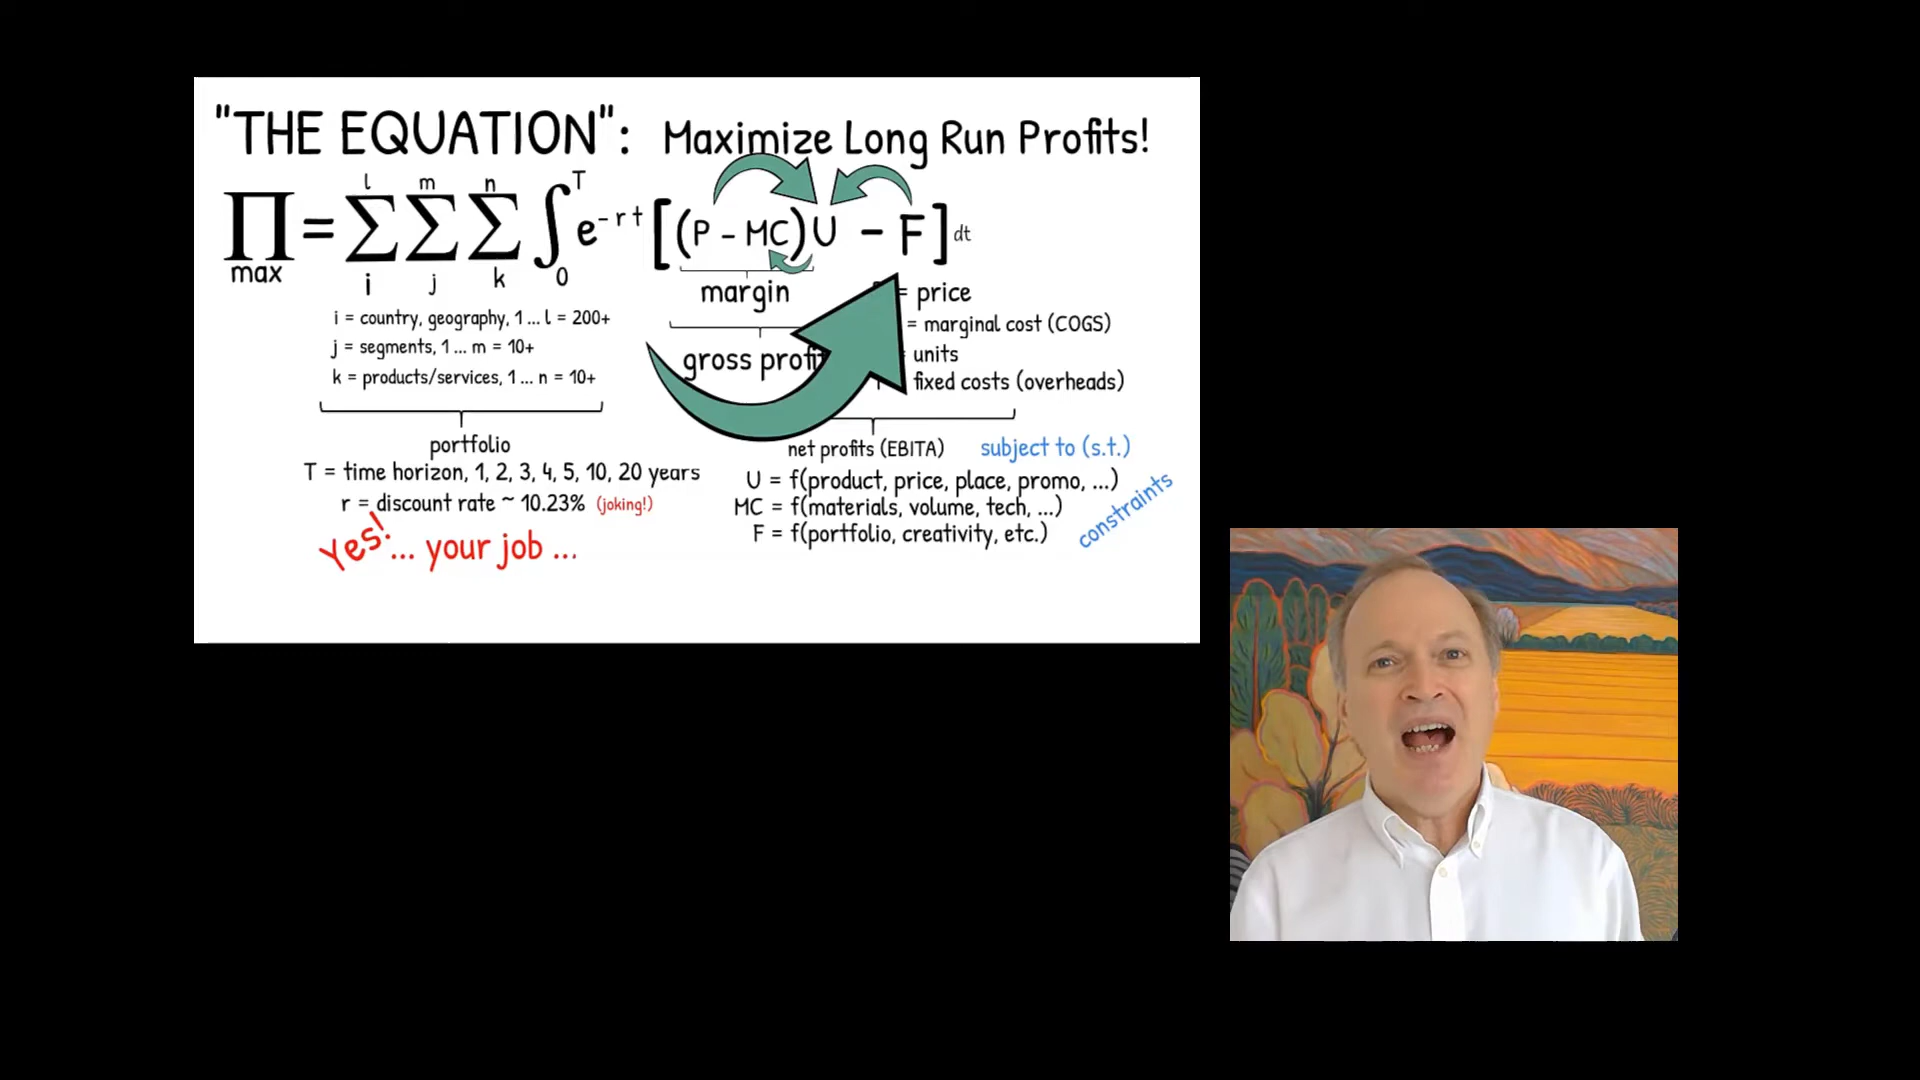 "THE EQUATION": Maximize Long Run Profits!
l m n T
∏ = ∑ ∑ ∑ ∫ e^-rt [(P - MC)U - F] dt
max i j k 0
margin
= price
i = country, geography, 1 ... l = 200+
= marginal cost (COGS)
j = segments, 1 ... m = 10+
units
gross profit
k = products/services, 1 ... n = 10+
fixed costs (overheads)
portfolio
net profits (EBITA) subject to (s.t.)
T = time horizon, 1, 2, 3, 4, 5, 10, 20 years
U = f(product, price, place, promo, ...)
r = discount rate ~ 10.23% (joking!)
MC = f(materials, volume, tech, ...)
F = f(portfolio, creativity, etc.)
constraints
Yes! ... your job ...